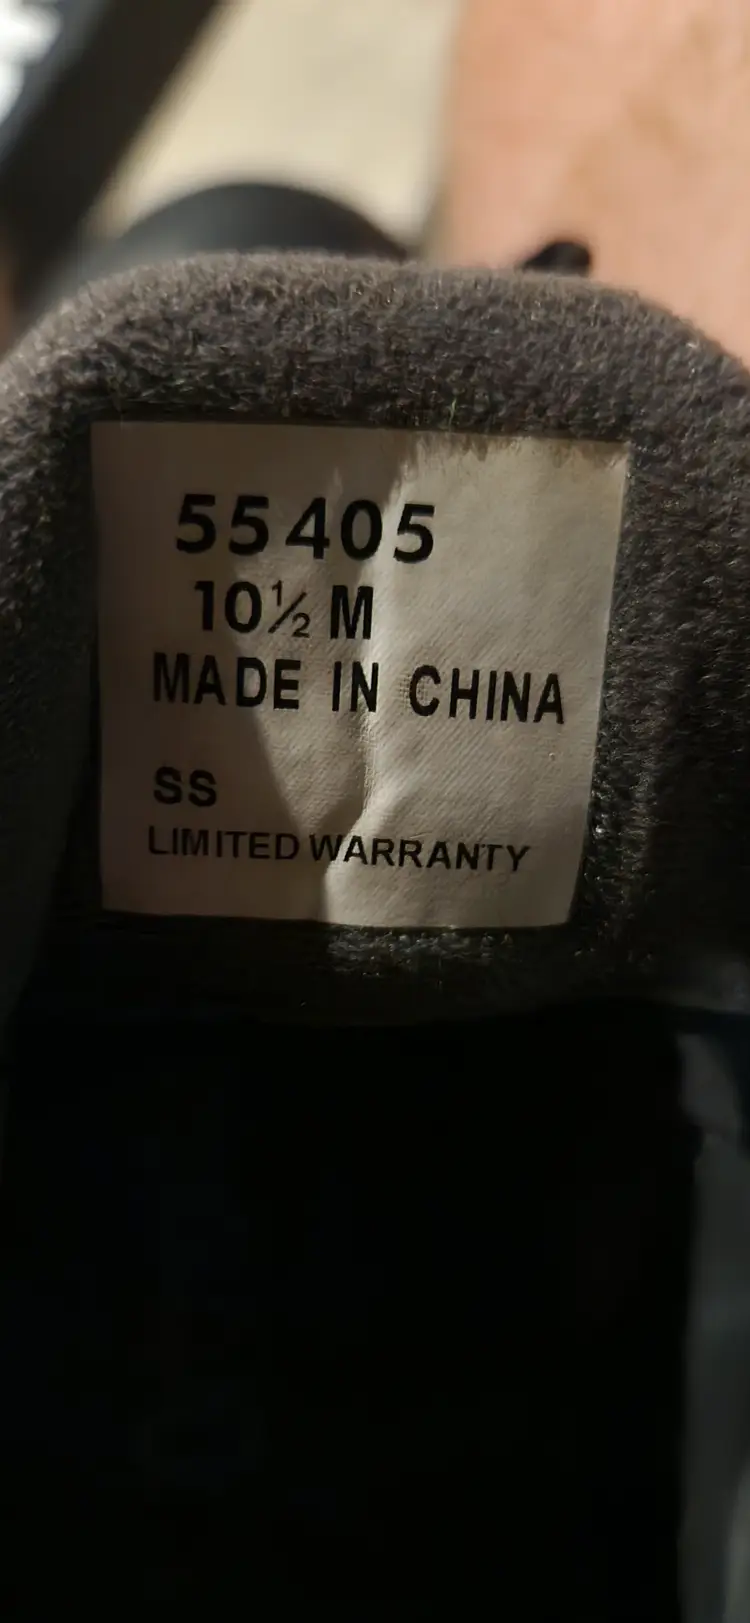 55405
10½ M
MADE IN CHINA
SS
LIMITED WARRANTY